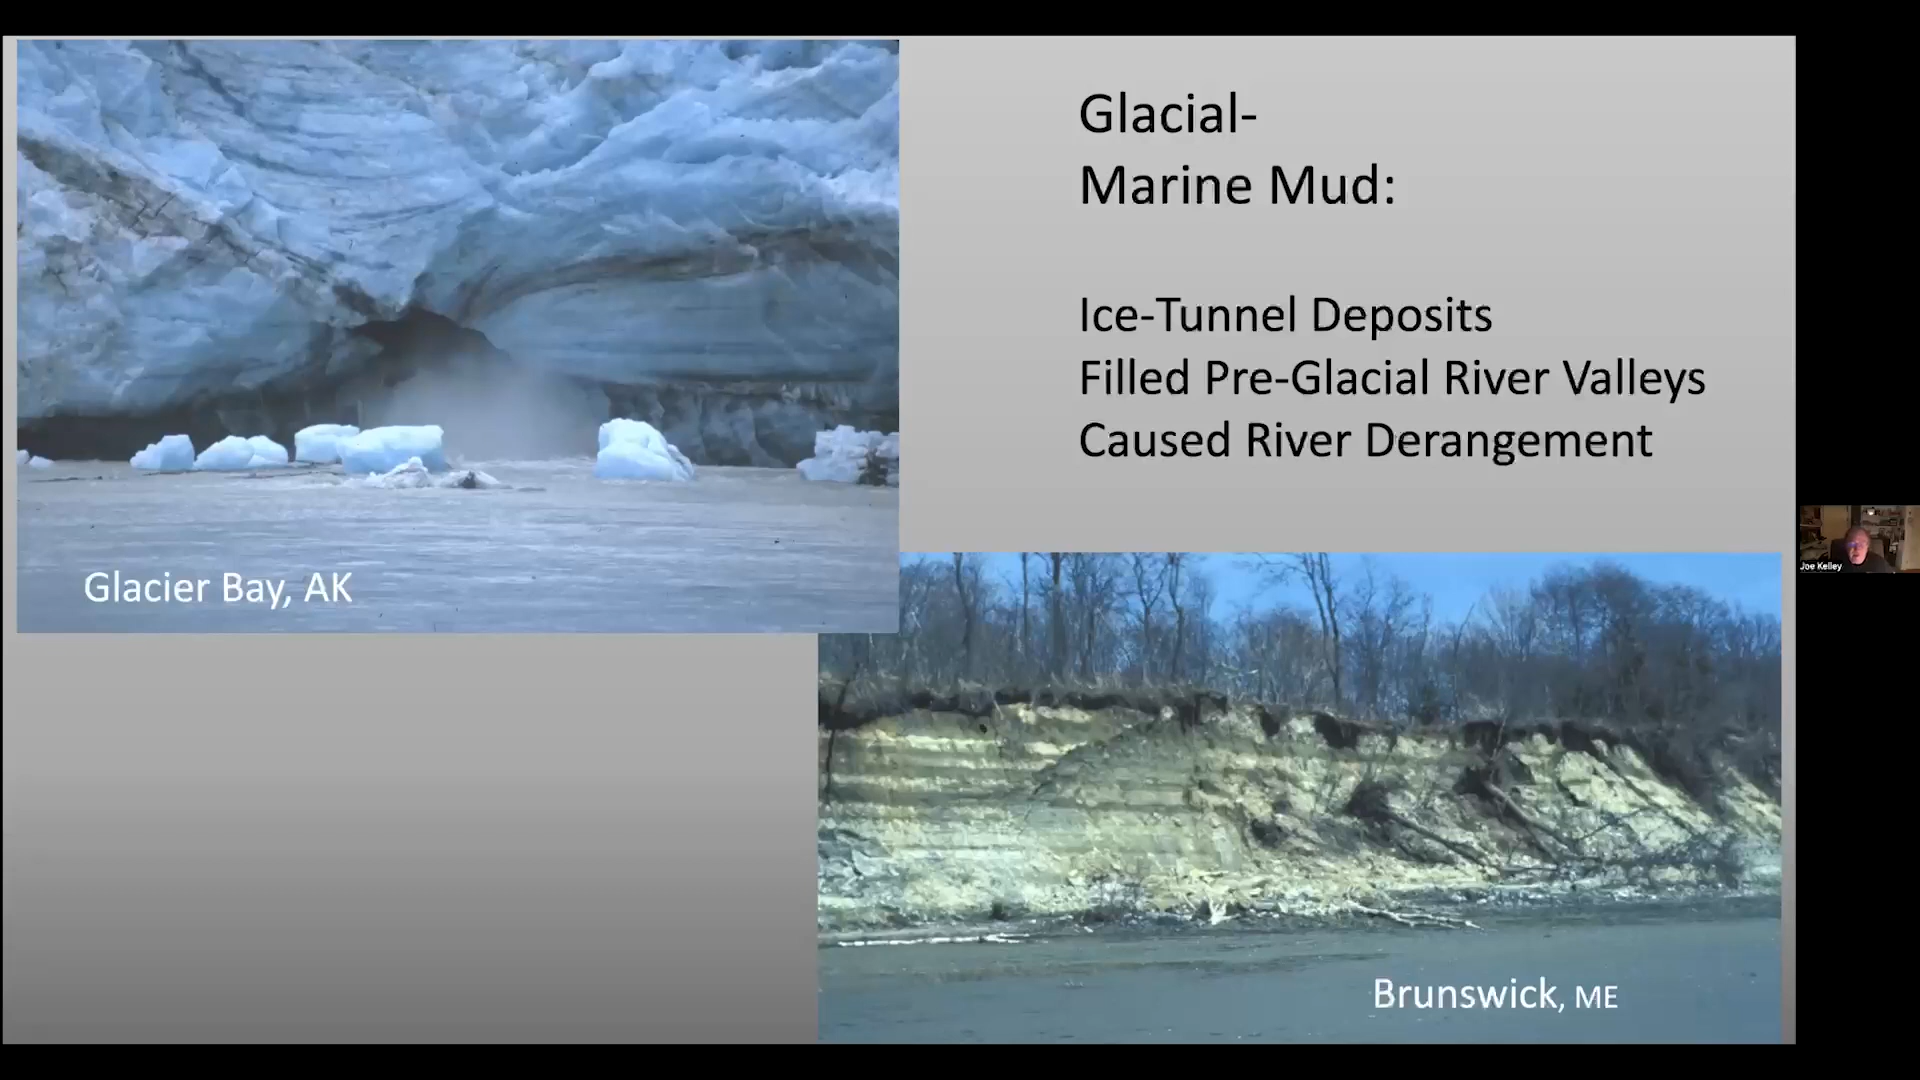 Glacial-
Marine Mud:
Ice-Tunnel Deposits
Filled Pre-Glacial River Valleys
Caused River Derangement
Glacier Bay, AK
Joe Kelley
Brunswick, ME